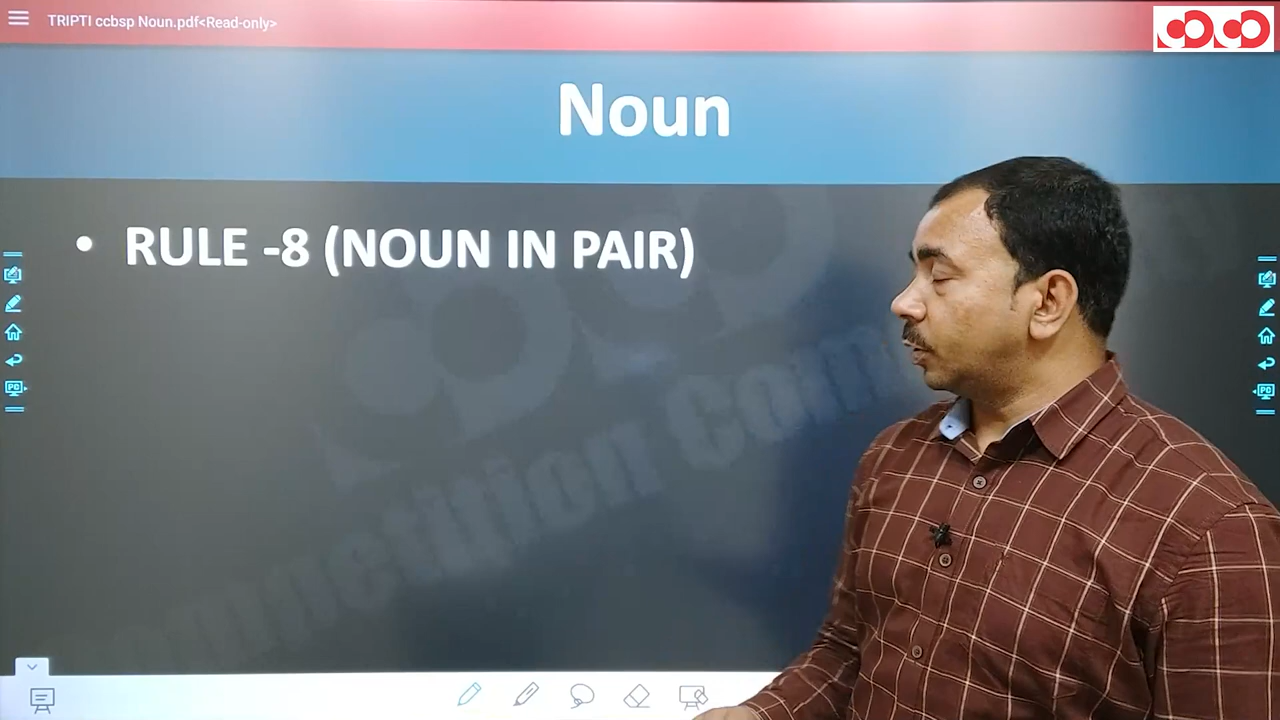 TRIPTI ccbsp Noun.pdf<Read-only>
Noun
• RULE -8 (NOUN IN PAIR)